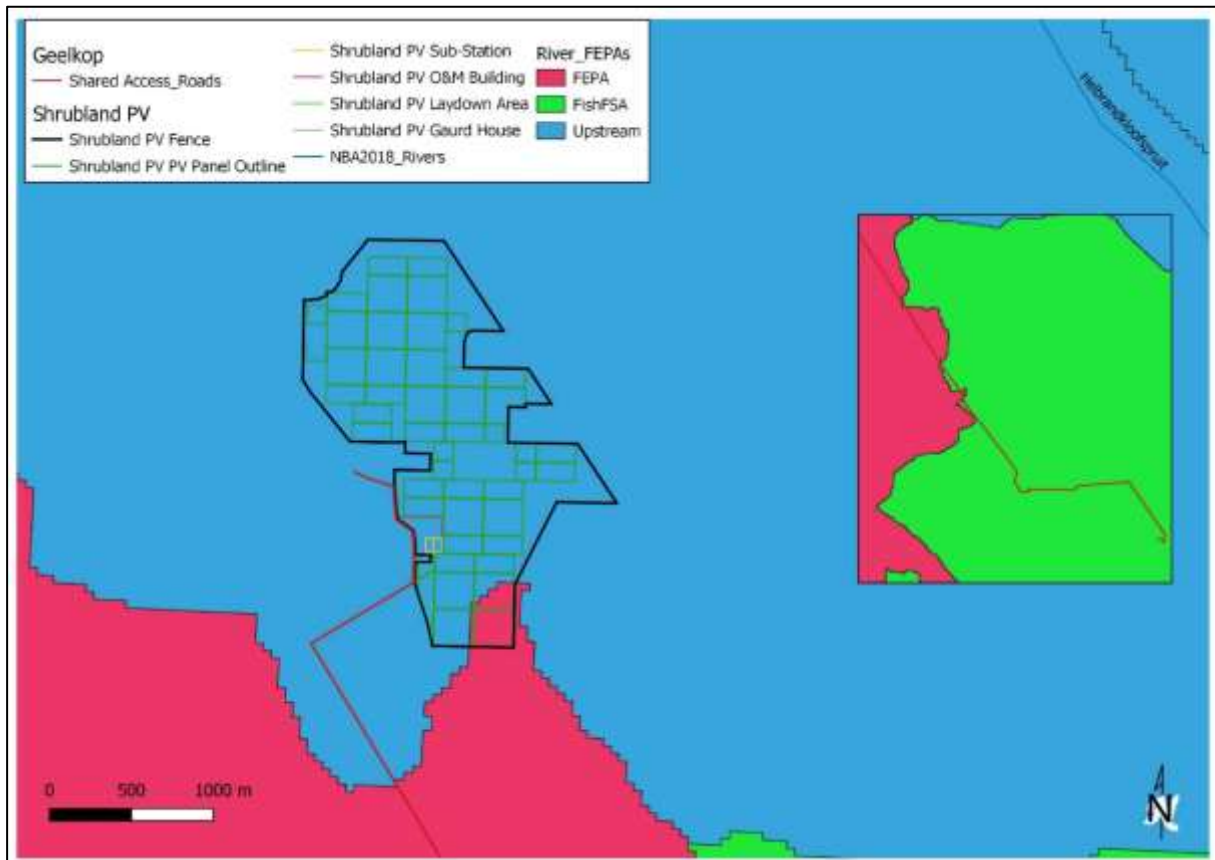 Geelkop
Shared Access_Roads
Shrubland PV
Shrubland PV Fence
Shrubland PV PV Panel Outline
Shrubland PV Sub-Station
Shrubland PV O&M Building
Shrubland PV Laydown Area
Shrubland PV Gaurd House
NBA2018_Rivers
River_FEPAs
FEPA
FishFSA
Upstream
Helbrandkloofspruit
0 500 1000 m
N